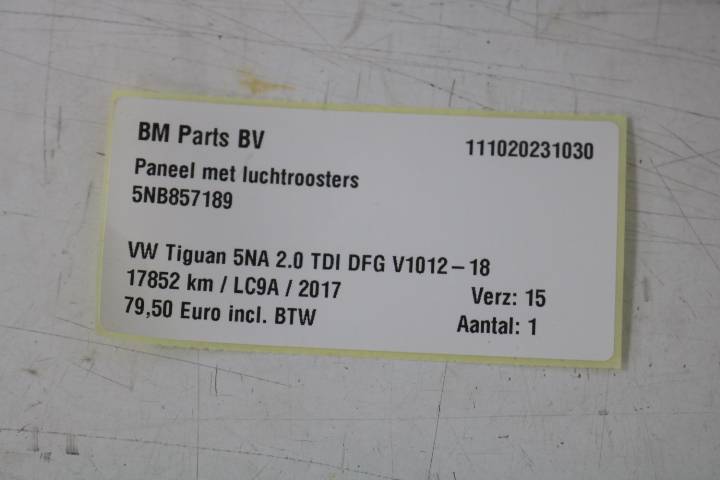 BM Parts BV 111020231030
Paneel met luchtroosters
5NB857189
VW Tiguan 5NA 2.0 TDI DFG V1012-18
17852 km / LC9A / 2017 Verz: 15
79,50 Euro incl. BTW Aantal: 1